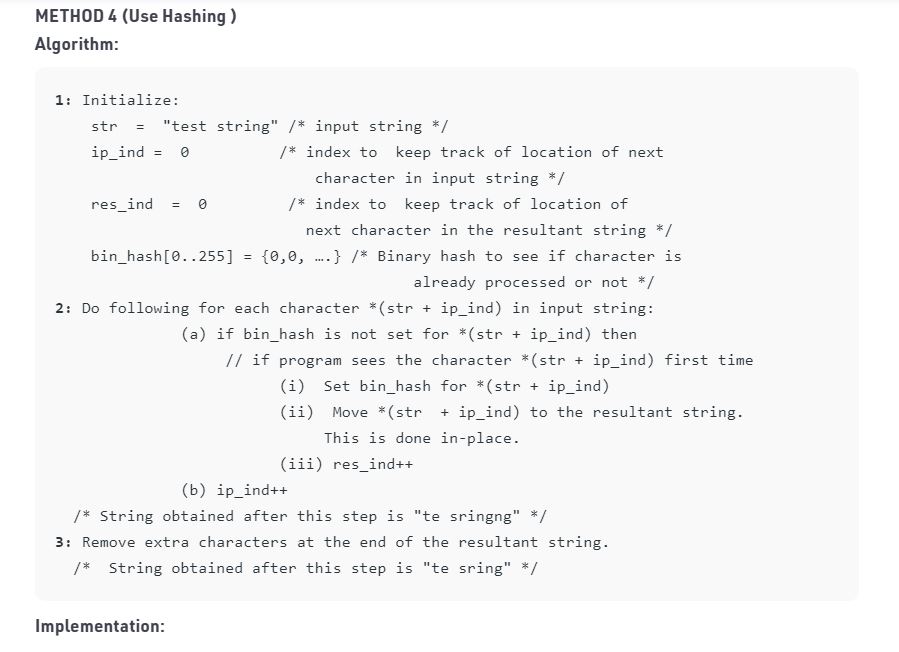 METHOD 4 (Use Hashing )
Algorithm:
1: Initialize:
str = "test string" /* input string */
ip_ind = 0 /* index to keep track of location of next
character in input string */
res_ind = 0 /* index to keep track of location of
next character in the resultant string */
bin_hash[0..255] = {0,0, ….} /* Binary hash to see if character is
already processed or not */
2: Do following for each character *(str + ip_ind) in input string:
(a) if bin_hash is not set for *(str + ip_ind) then
// if program sees the character *(str + ip_ind) first time
(i) Set bin_hash for *(str + ip_ind)
(ii) Move *(str + ip_ind) to the resultant string.
This is done in-place.
(iii) res_ind++
(b) ip_ind++
/* String obtained after this step is "te sringng" */
3: Remove extra characters at the end of the resultant string.
/* String obtained after this step is "te sring" */
Implementation: